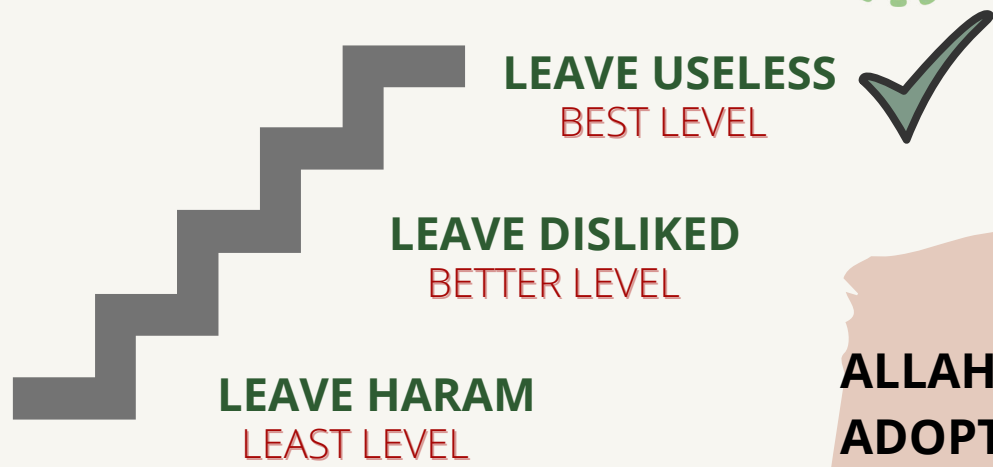 LEAVE USELESS
BEST LEVEL
LEAVE DISLIKED
BETTER LEVEL
LEAVE HARAM
LEAST LEVEL
ALLAH
ADOPT